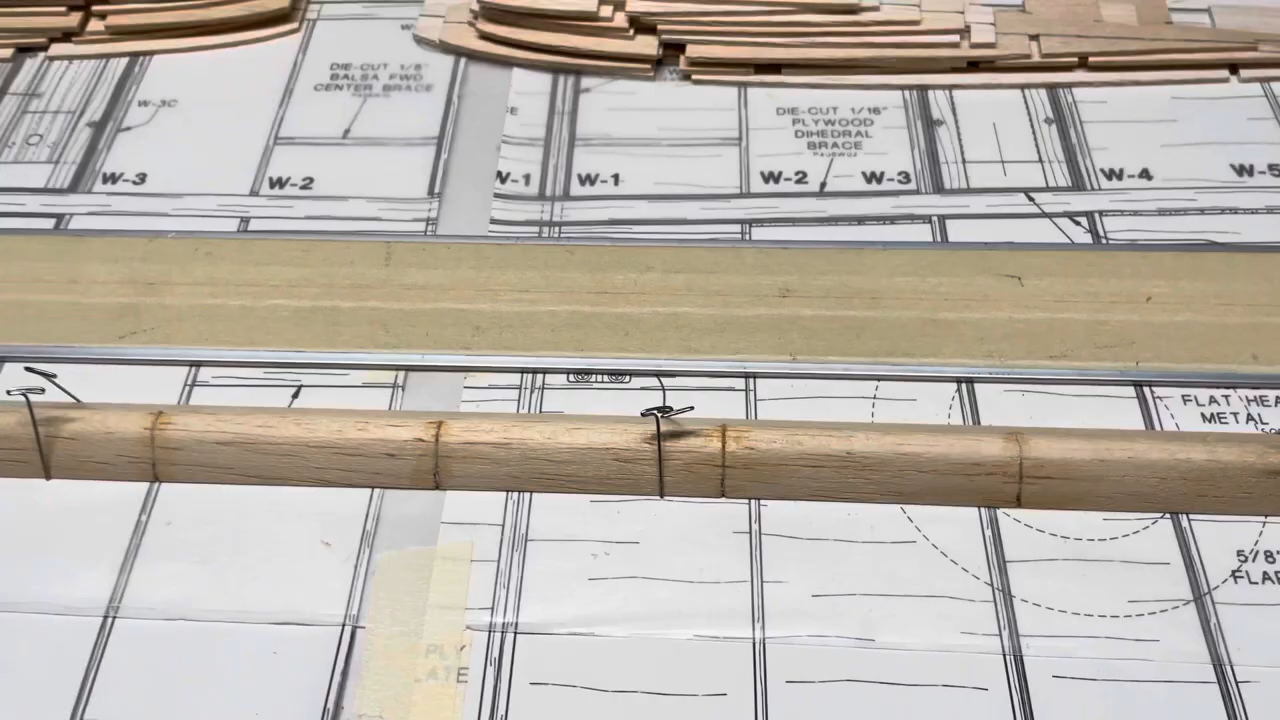 W-3C
DIE-CUT 1/8"
BALSA FWD
CENTER BRACE
DIE-CUT 1/16"
PLYWOOD
DIHEDRAL
BRACE
W-3
W-2
W-1
W-1
W-2
W-3
W-4
W-5
FLAT HEA
METAL
5/8"
FLAP
PLY
LATE